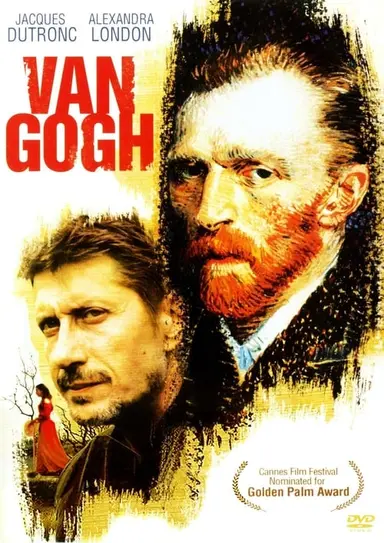 JACQUES DUTRONC
ALEXANDRA LONDON
VAN
GOGH
Cannes Film Festival
Nominated for
Golden Palm Award
DVD